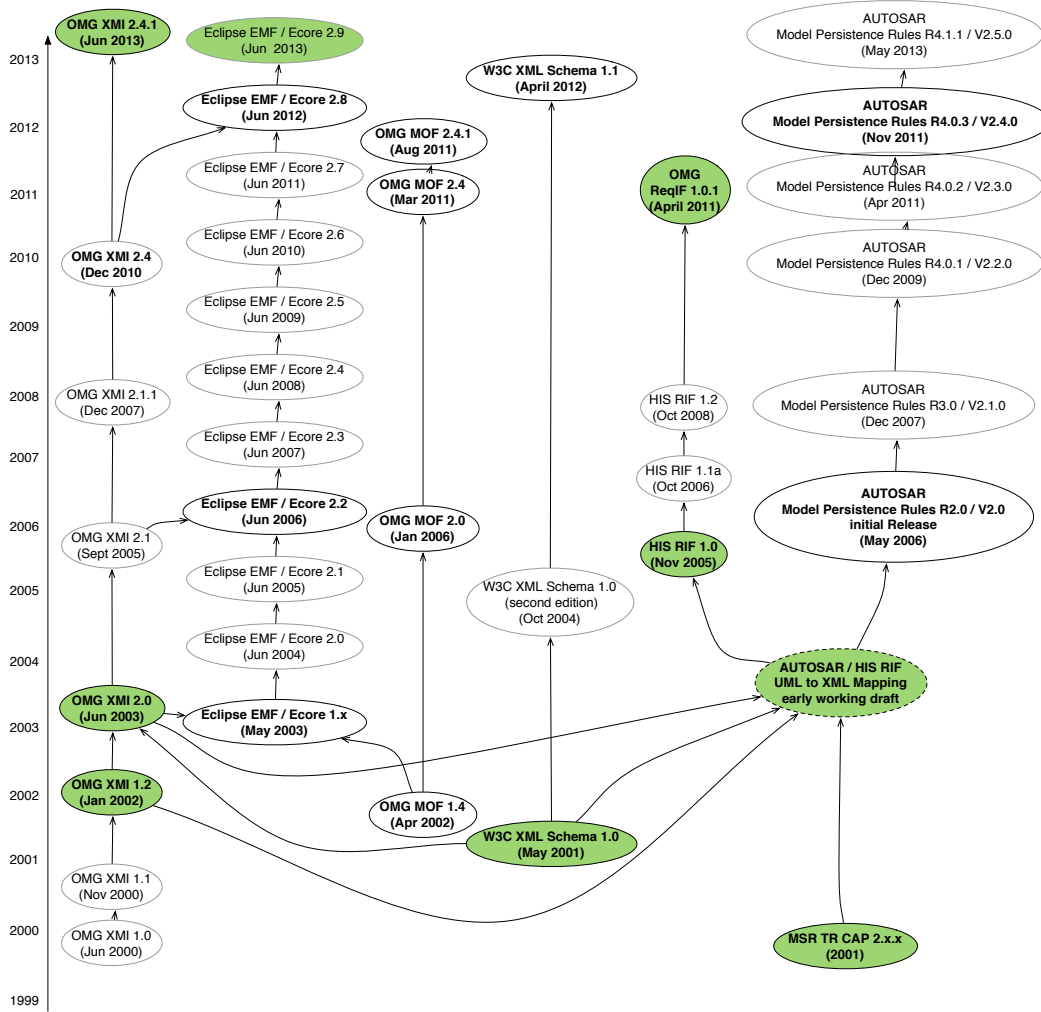 OMG XMI 2.4.1
(Jun 2013)
Eclipse EMF / Ecore 2.9
(Jun 2013)
AUTOSAR
Model Persistence Rules R4.1.1 / V2.5.0
(May 2013)
2013
W3C XML Schema 1.1
(April 2012)
Eclipse EMF / Ecore 2.8
(Jun 2012)
AUTOSAR
Model Persistence Rules R4.0.3 / V2.4.0
(Nov 2011)
2012
OMG MOF 2.4.1
(Aug 2011)
Eclipse EMF / Ecore 2.7
(Jun 2011)
OMG MOF 2.4
(Mar 2011)
OMG
ReqIF 1.0.1
(April 2011)
AUTOSAR
Model Persistence Rules R4.0.2 / V2.3.0
(Apr 2011)
2011
Eclipse EMF / Ecore 2.6
(Jun 2010)
OMG XMI 2.4
(Dec 2010
AUTOSAR
Model Persistence Rules R4.0.1 / V2.2.0
(Dec 2009)
2010
Eclipse EMF / Ecore 2.5
(Jun 2009)
2009
Eclipse EMF / Ecore 2.4
(Jun 2008)
OMG XMI 2.1.1
(Dec 2007)
2008
HIS RIF 1.2
(Oct 2008)
AUTOSAR
Model Persistence Rules R3.0 / V2.1.0
(Dec 2007)
Eclipse EMF / Ecore 2.3
(Jun 2007)
2007
HIS RIF 1.1a
(Oct 2006)
Eclipse EMF / Ecore 2.2
(Jun 2006)
AUTOSAR
Model Persistence Rules R2.0 / V2.0
initial Release
(May 2006)
2006
OMG XMI 2.1
(Sept 2005)
OMG MOF 2.0
(Jan 2006)
HIS RIF 1.0
(Nov 2005)
Eclipse EMF / Ecore 2.1
(Jun 2005)
2005
W3C XML Schema 1.0
(second edition)
(Oct 2004)
Eclipse EMF / Ecore 2.0
(Jun 2004)
2004
AUTOSAR / HIS RIF
UML to XML Mapping
early working draft
OMG XMI 2.0
(Jun 2003)
Eclipse EMF / Ecore 1.x
(May 2003)
2003
OMG XMI 1.2
(Jan 2002)
2002
OMG MOF 1.4
(Apr 2002)
W3C XML Schema 1.0
(May 2001)
2001
OMG XMI 1.1
(Nov 2000)
2000
OMG XMI 1.0
(Jun 2000)
MSR TR CAP 2.x.x
(2001)
1999